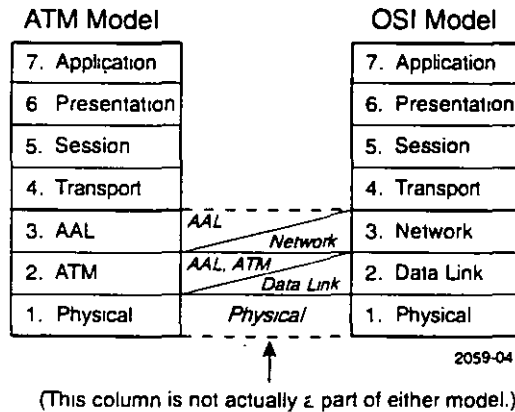 ATM Model OSI Model
7. Application 7. Application
6 Presentation 6. Presentation
5. Session 5. Session
4. Transport 4. Transport
3. AAL AAL Network 3. Network
2. ATM AAL, ATM Data Link 2. Data Link
1. Physical Physical 1. Physical
2059-04
(This column is not actually a part of either model.)